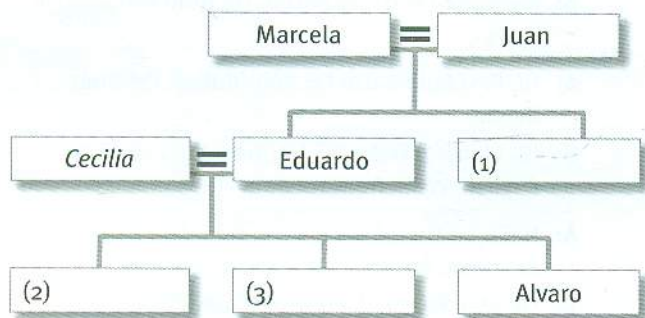 Marcela = Juan
Cecilia = Eduardo (1)
(2) (3) Alvaro